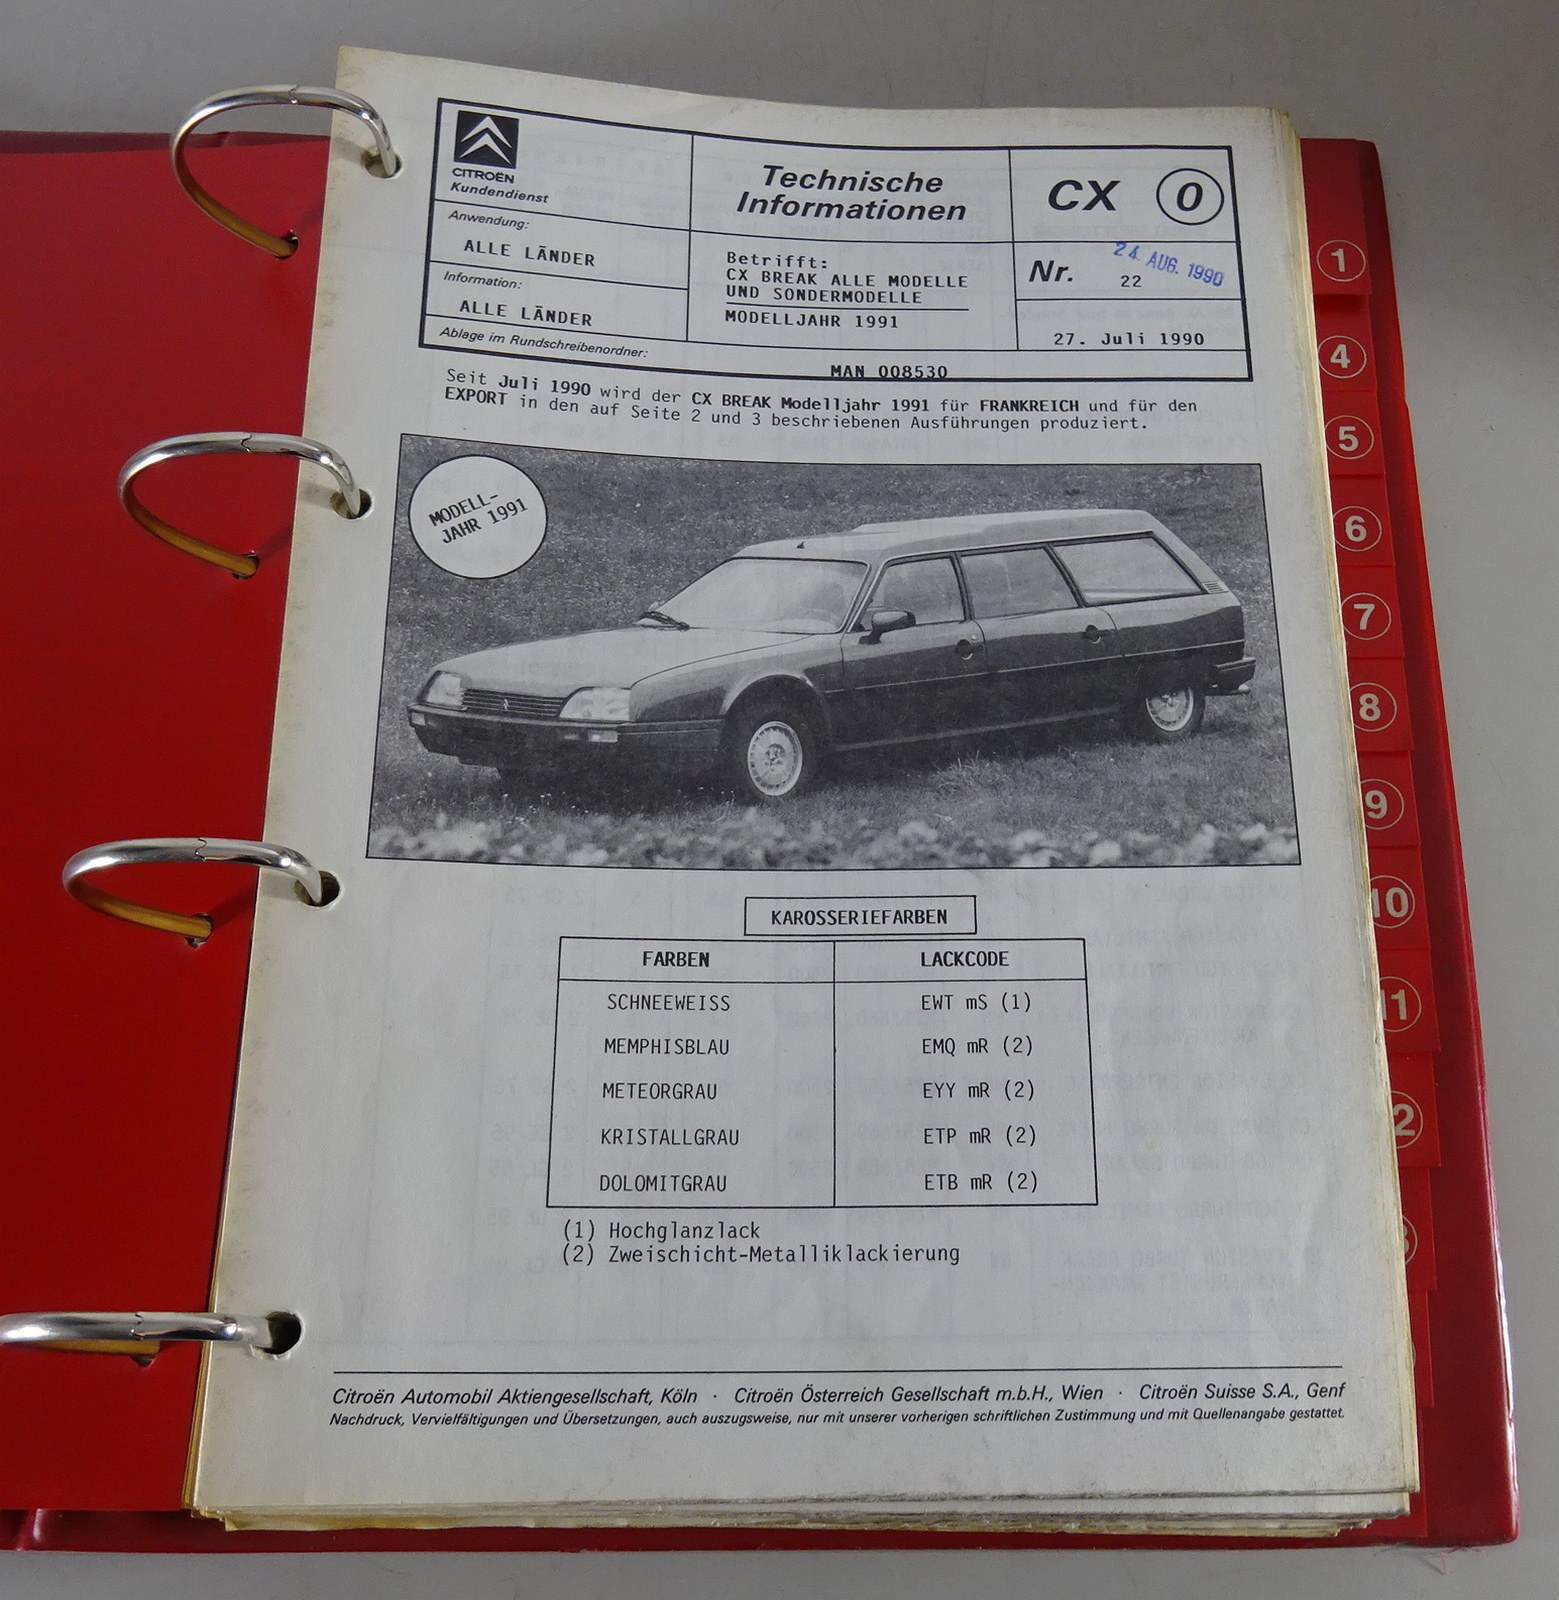 CITROËN
Kundendienst
Technische
Informationen
CX 0
Anwendung:
ALLE LÄNDER
Information:
ALLE LÄNDER
Betrifft:
CX BREAK ALLE MODELLE
UND SONDERMODELLE
MODELLJAHR 1991
24. AUG. 1990
Nr. 22
27. Juli 1990
Ablage im Rundschreibenordner:
MAN 008530
Seit Juli 1990 wird der CX BREAK Modelljahr 1991 für FRANKREICH und für den
EXPORT in den auf Seite 2 und 3 beschriebenen Ausführungen produziert.
MODELL-
JAHR 1991
KAROSSERIEFARBEN
FARBEN LACKCODE
SCHNEEWEISS EWT mS (1)
MEMPHISBLAU EMQ mR (2)
METEORGRAU EYY mR (2)
KRISTALLGRAU ETP mR (2)
DOLOMITGRAU ETB mR (2)
(1) Hochglanzlack
(2) Zweischicht-Metalliklackierung
Citroën Automobil Aktiengesellschaft, Köln · Citroën Österreich Gesellschaft m.b.H., Wien · Citroën Suisse S.A., Genf
Nachdruck, Vervielfältigungen und Übersetzungen, auch auszugsweise, nur mit unserer vorherigen schriftlichen Zustimmung und mit Quellenangabe gestattet.
1
4
5
6
7
8
9
10
11
2
3